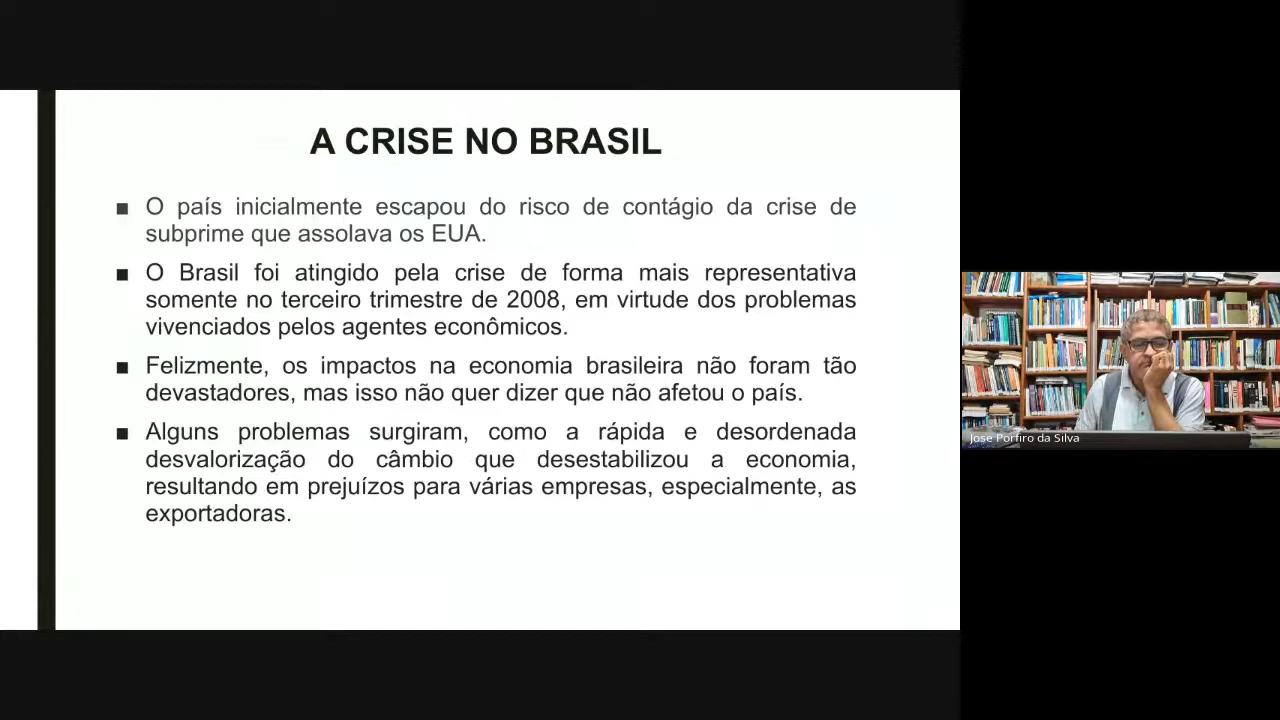 A CRISE NO BRASIL
■ O país inicialmente escapou do risco de contágio da crise de
subprime que assolava os EUA.
■ O Brasil foi atingido pela crise de forma mais representativa
somente no terceiro trimestre de 2008, em virtude dos problemas
vivenciados pelos agentes econômicos.
■ Felizmente, os impactos na economia brasileira não foram tão
devastadores, mas isso não quer dizer que não afetou o país.
■ Alguns problemas surgiram, como a rápida e desordenada
desvalorização do câmbio que desestabilizou a economia,
resultando em prejuízos para várias empresas, especialmente, as
exportadoras.
Jose Porfiro da Silva